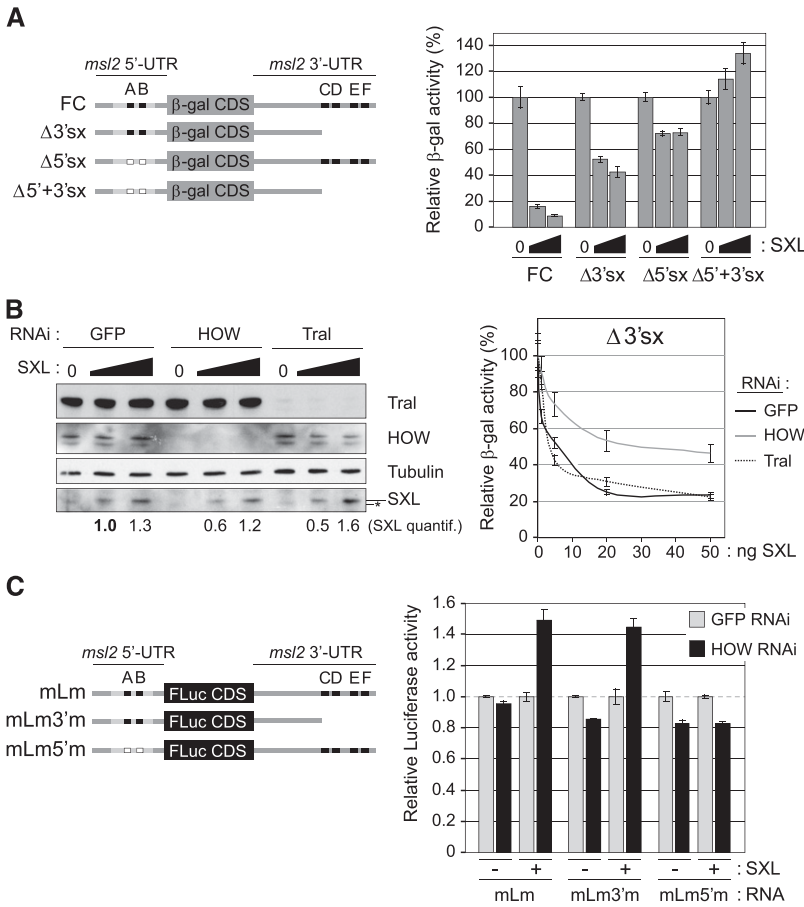 A
msl2 5'-UTR
msl2 3'-UTR
AB
CD EF
FC
β-gal CDS
Δ3'sx
β-gal CDS
Δ5'sx
β-gal CDS
Δ5'+3'sx
β-gal CDS
Relative β-gal activity (%)
140
120
100
80
60
40
20
0
0 0 0 0 : SXL
FC Δ3'sx Δ5'sx Δ5'+3'sx
B
RNAi : GFP HOW Tral
SXL : 0 0 0
Tral
HOW
Tubulin
SXL
*
1.0 1.3 0.6 1.2 0.5 1.6 (SXL quantif.)
Relative β-gal activity (%)
Δ3'sx
100
80
60
40
20
0
0 10 20 30 40 50 : ng SXL
RNAi :
GFP
HOW
Tral
C
msl2 5'-UTR
msl2 3'-UTR
AB
CD EF
mLm
FLuc CDS
mLm3'm
FLuc CDS
mLm5'm
FLuc CDS
Relative Luciferase activity
1.6
1.4
1.2
1.0
0.8
0.6
0.4
0.2
0
GFP RNAi
HOW RNAi
- + - + - + : SXL
mLm mLm3'm mLm5'm : RNA